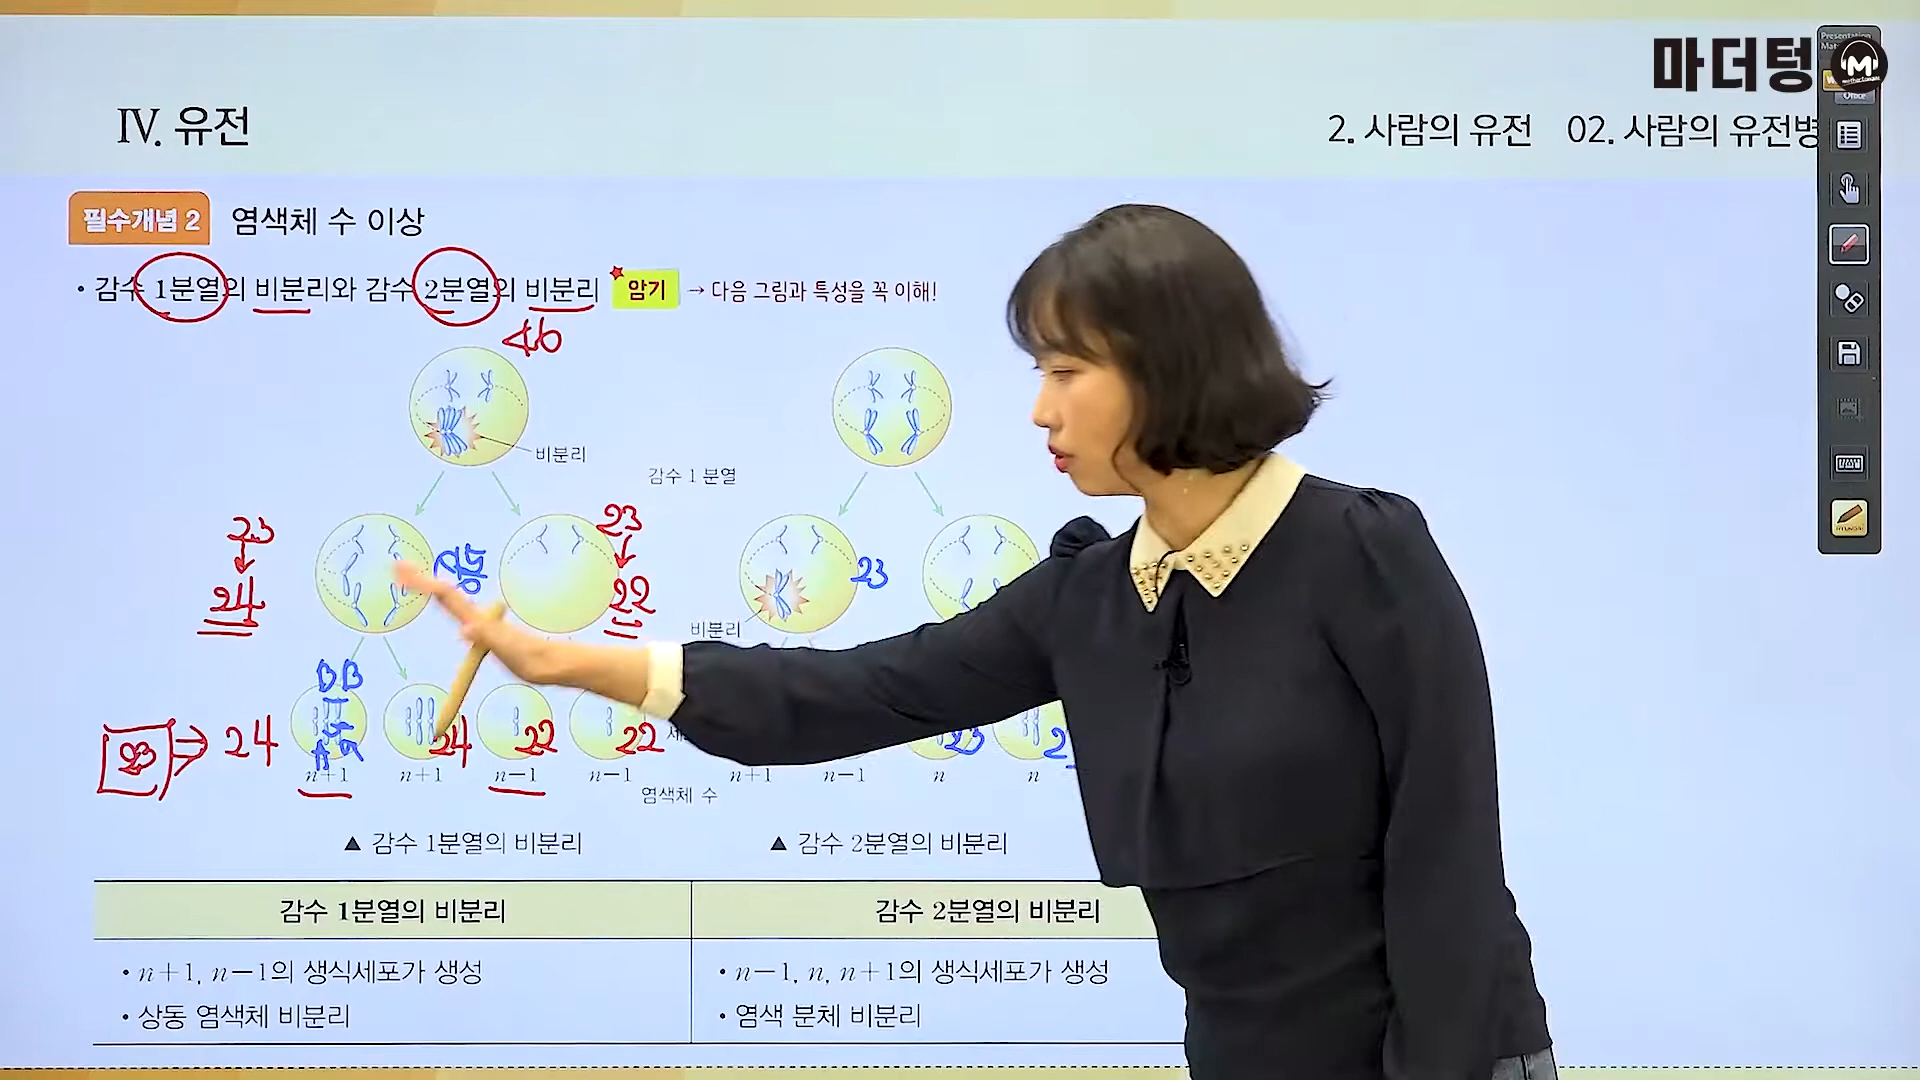 마더텅
Ⅳ. 유전
2. 사람의 유전 02. 사람의 유전병
필수개념 2 염색체 수 이상
• 감수 1분열의 비분리와 감수 2분열의 비분리 암기 → 다음 그림과 특성을 꼭 이해!
46
비분리
감수 1 분열
23
24
23
22
23
비분리
BB
23 → 24
24
22
22
23
2
n+1
n+1
n−1
n−1
n+1
n−1
n
n
염색체 수
▲ 감수 1분열의 비분리
▲ 감수 2분열의 비분리
감수 1분열의 비분리
감수 2분열의 비분리
• n+1, n−1의 생식세포가 생성
• n−1, n, n+1의 생식세포가 생성
• 상동 염색체 비분리
• 염색 분체 비분리